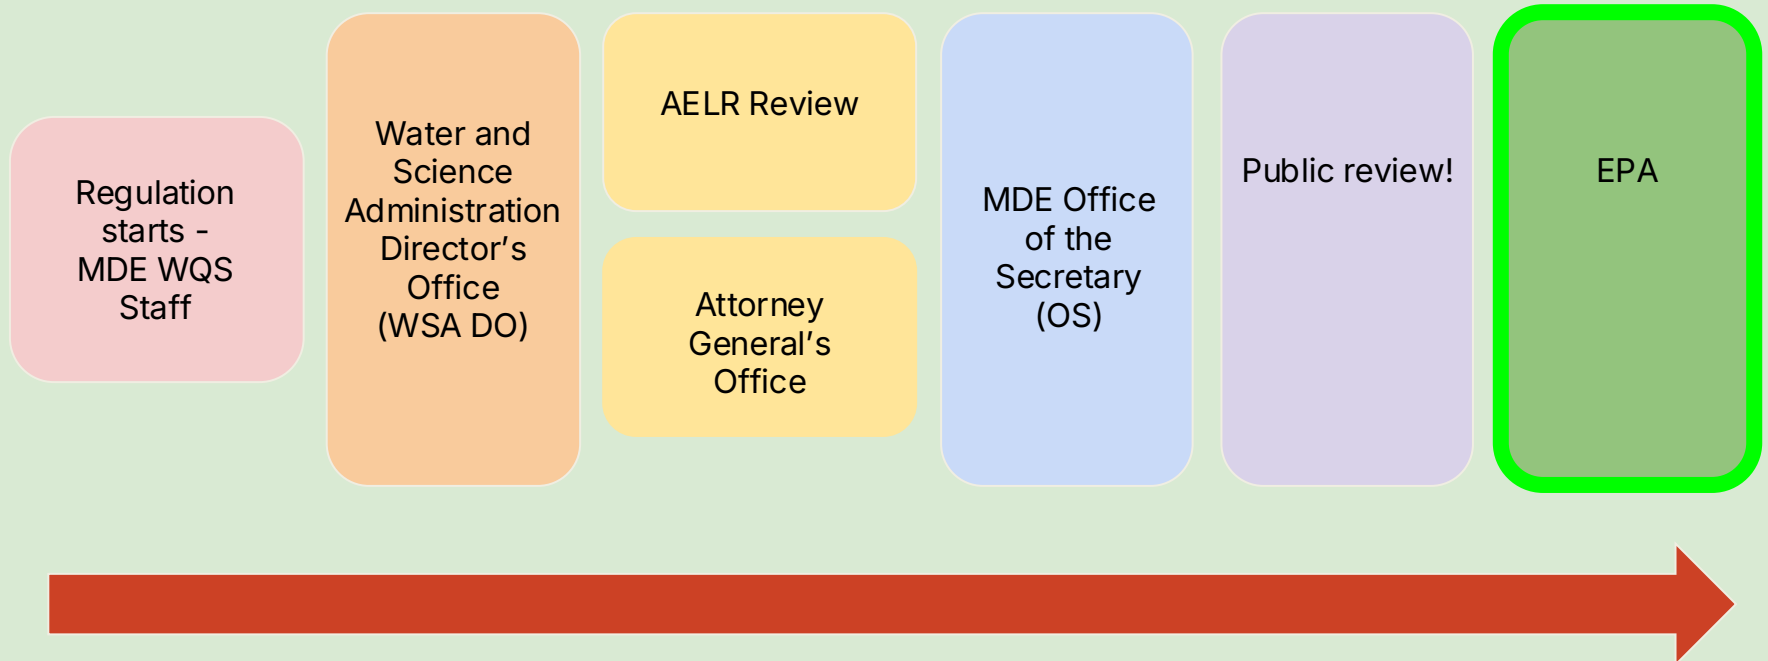 Regulation
starts -
MDE WQS
Staff
Water and
Science
Administration
Director’s
Office
(WSA DO)
AELR Review
Attorney
General’s
Office
MDE Office
of the
Secretary
(OS)
Public review!
EPA